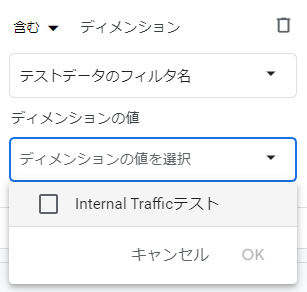 含む ディメンション
テストデータのフィルタ名
ディメンションの値
ディメンションの値を選択
Internal Trafficテスト
キャンセル OK